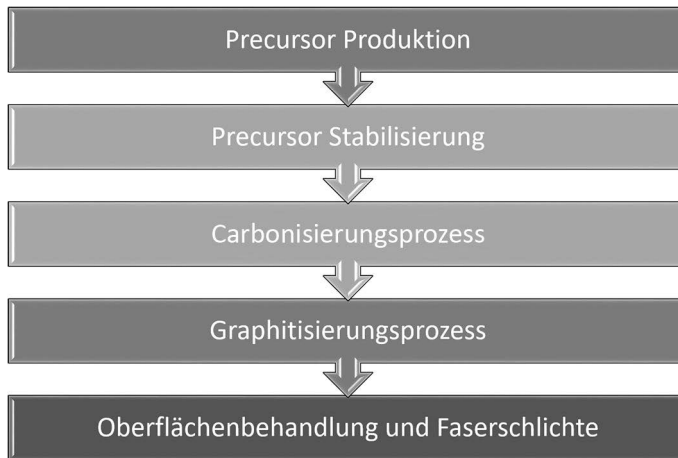 Precursor Produktion
Precursor Stabilisierung
Carbonisierungsprozess
Graphitisierungsprozess
Oberflächenbehandlung und Faserschlichte